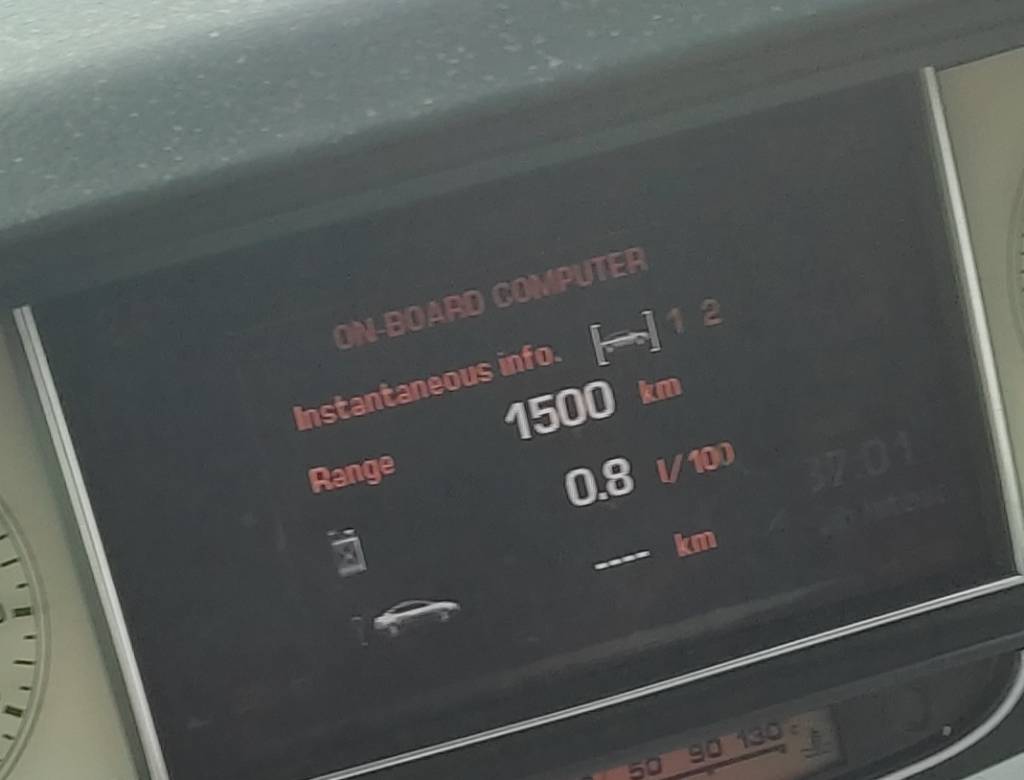 ON-BOARD COMPUTER
Instantaneous info. 1 2
Range 1500 km
0.8 l/100
---- km
50 90 130